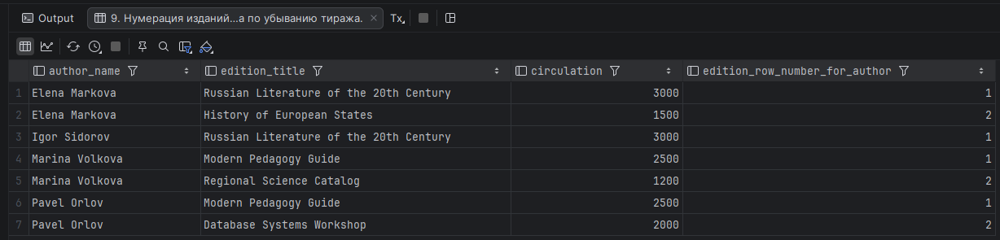 Output 9. Нумерация изданий...а по убыванию тиража. Tx
author_name edition_title circulation edition_row_number_for_author
1 Elena Markova Russian Literature of the 20th Century 3000 1
2 Elena Markova History of European States 1500 2
3 Igor Sidorov Russian Literature of the 20th Century 3000 1
4 Marina Volkova Modern Pedagogy Guide 2500 1
5 Marina Volkova Regional Science Catalog 1200 2
6 Pavel Orlov Modern Pedagogy Guide 2500 1
7 Pavel Orlov Database Systems Workshop 2000 2